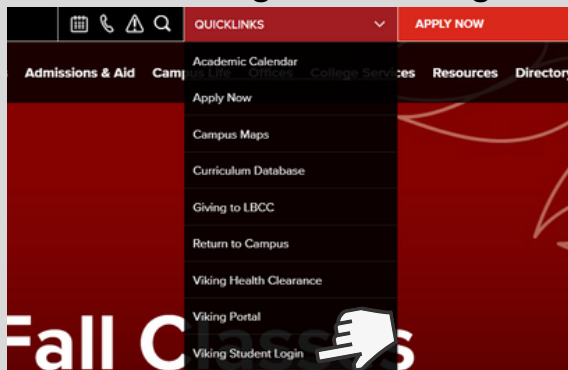 QUICKLINKS
APPLY NOW
Admissions & Aid Campus Life Offices College Services Resources Directory
Academic Calendar
Apply Now
Campus Maps
Curriculum Database
Giving to LBCC
Return to Campus
Viking Health Clearance
Viking Portal
Viking Student Login
Fall Classes